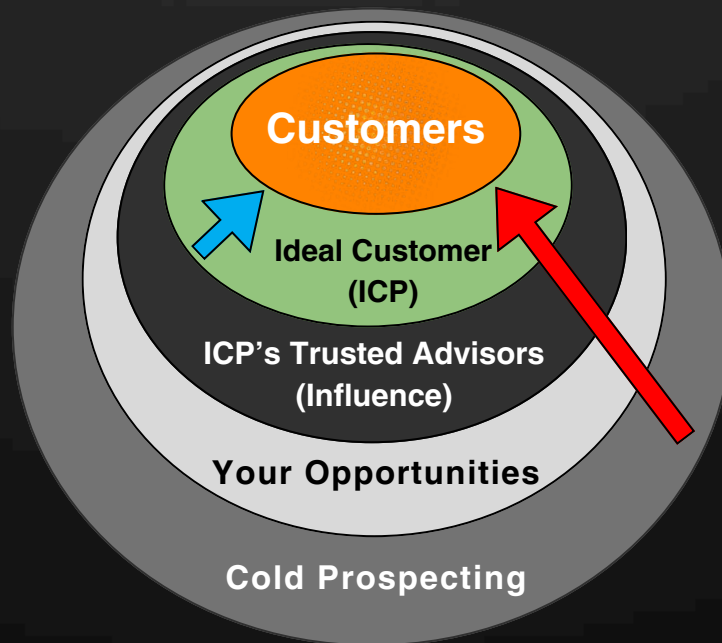 Customers
Ideal Customer
(ICP)
ICP's Trusted Advisors
(Influence)
Your Opportunities
Cold Prospecting